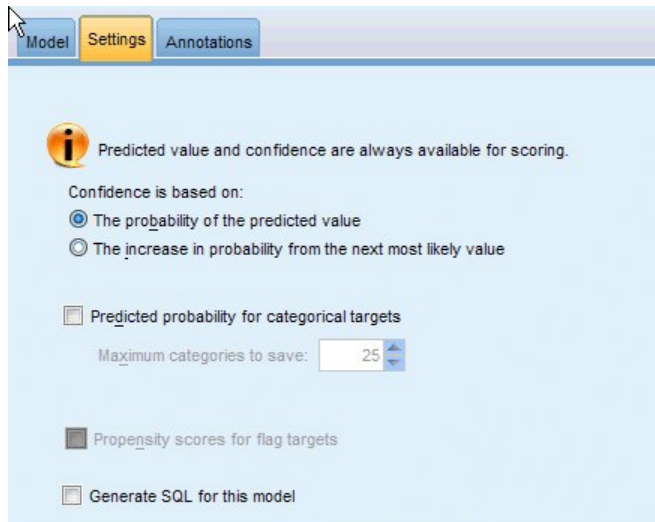 Model Settings Annotations
Predicted value and confidence are always available for scoring.
Confidence is based on:
The probability of the predicted value
The increase in probability from the next most likely value
Predicted probability for categorical targets
Maximum categories to save: 25
Propensity scores for flag targets
Generate SQL for this model